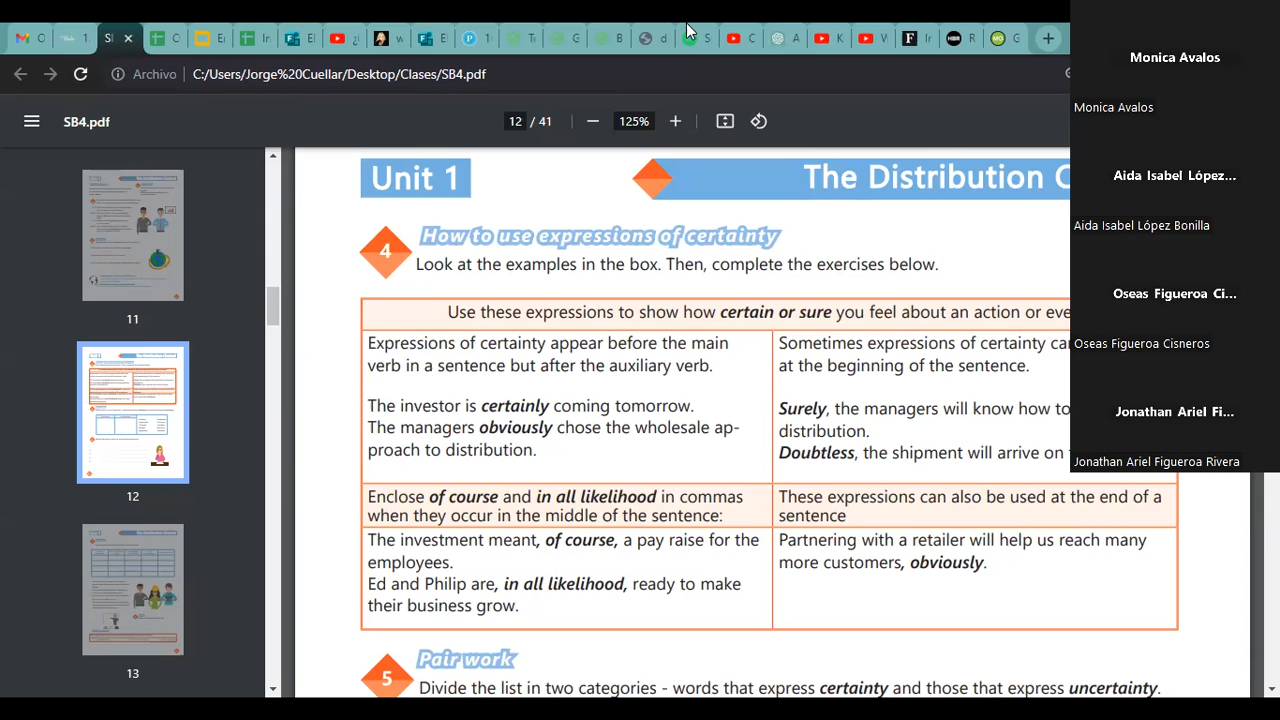 Archivo
C:/Users/Jorge%20Cuellar/Desktop/Clases/SB4.pdf
SB4.pdf
12 / 41
125%
11
12
13
Unit 1
The Distribution
4
How to use expressions of certainty
Look at the examples in the box. Then, complete the exercises below.
Use these expressions to show how certain or sure you feel about an action or eve
Expressions of certainty appear before the main
verb in a sentence but after the auxiliary verb.
The investor is certainly coming tomorrow.
The managers obviously chose the wholesale ap-
proach to distribution.
Sometimes expressions of certainty ca
at the beginning of the sentence.
Surely, the managers will know how to
distribution.
Doubtless, the shipment will arrive on
Enclose of course and in all likelihood in commas
when they occur in the middle of the sentence:
These expressions can also be used at the end of a
sentence
The investment meant, of course, a pay raise for the
employees.
Ed and Philip are, in all likelihood, ready to make
their business grow.
Partnering with a retailer will help us reach many
more customers, obviously.
5
Pair work
Divide the list in two categories - words that express certainty and those that express uncertainty.
Monica Avalos
Monica Avalos
Aida Isabel López...
Aida Isabel López Bonilla
Oseas Figueroa Ci...
Oseas Figueroa Cisneros
Jonathan Ariel Fi...
Jonathan Ariel Figueroa Rivera